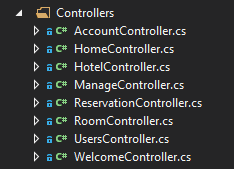 Controllers
C# AccountController.cs
C# HomeController.cs
C# HotelController.cs
C# ManageController.cs
C# ReservationController.cs
C# RoomController.cs
C# UsersController.cs
C# WelcomeController.cs